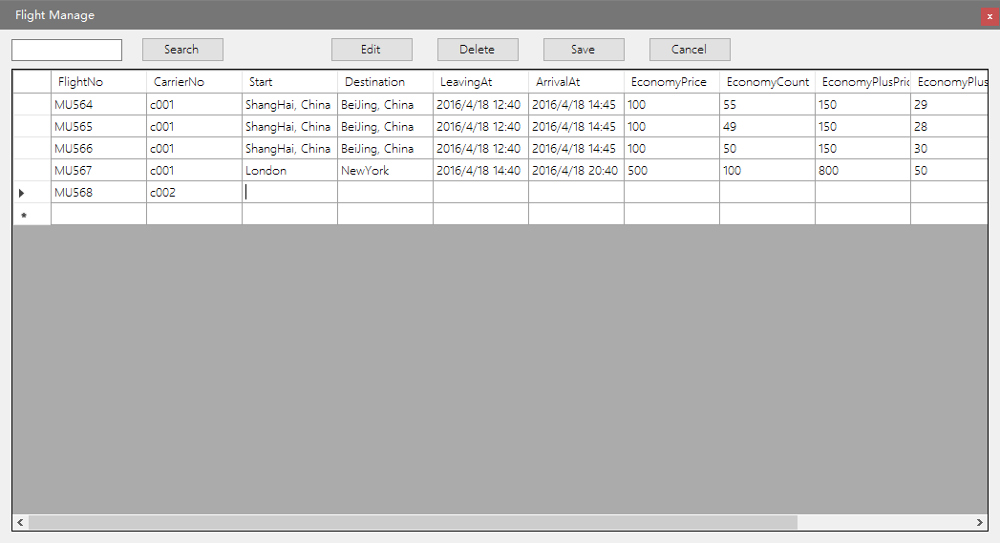 Flight Manage
x
Search Edit Delete Save Cancel
FlightNo CarrierNo Start Destination LeavingAt ArrivalAt EconomyPrice EconomyCount EconomyPlusPric EconomyPlus
MU564 c001 ShangHai, China BeiJing, China 2016/4/18 12:40 2016/4/18 14:45 100 55 150 29
MU565 c001 ShangHai, China BeiJing, China 2016/4/18 12:40 2016/4/18 14:45 100 49 150 28
MU566 c001 ShangHai, China BeiJing, China 2016/4/18 12:40 2016/4/18 14:45 100 50 150 30
MU567 c001 London NewYork 2016/4/18 14:40 2016/4/18 20:40 500 100 800 50
MU568 c002
*